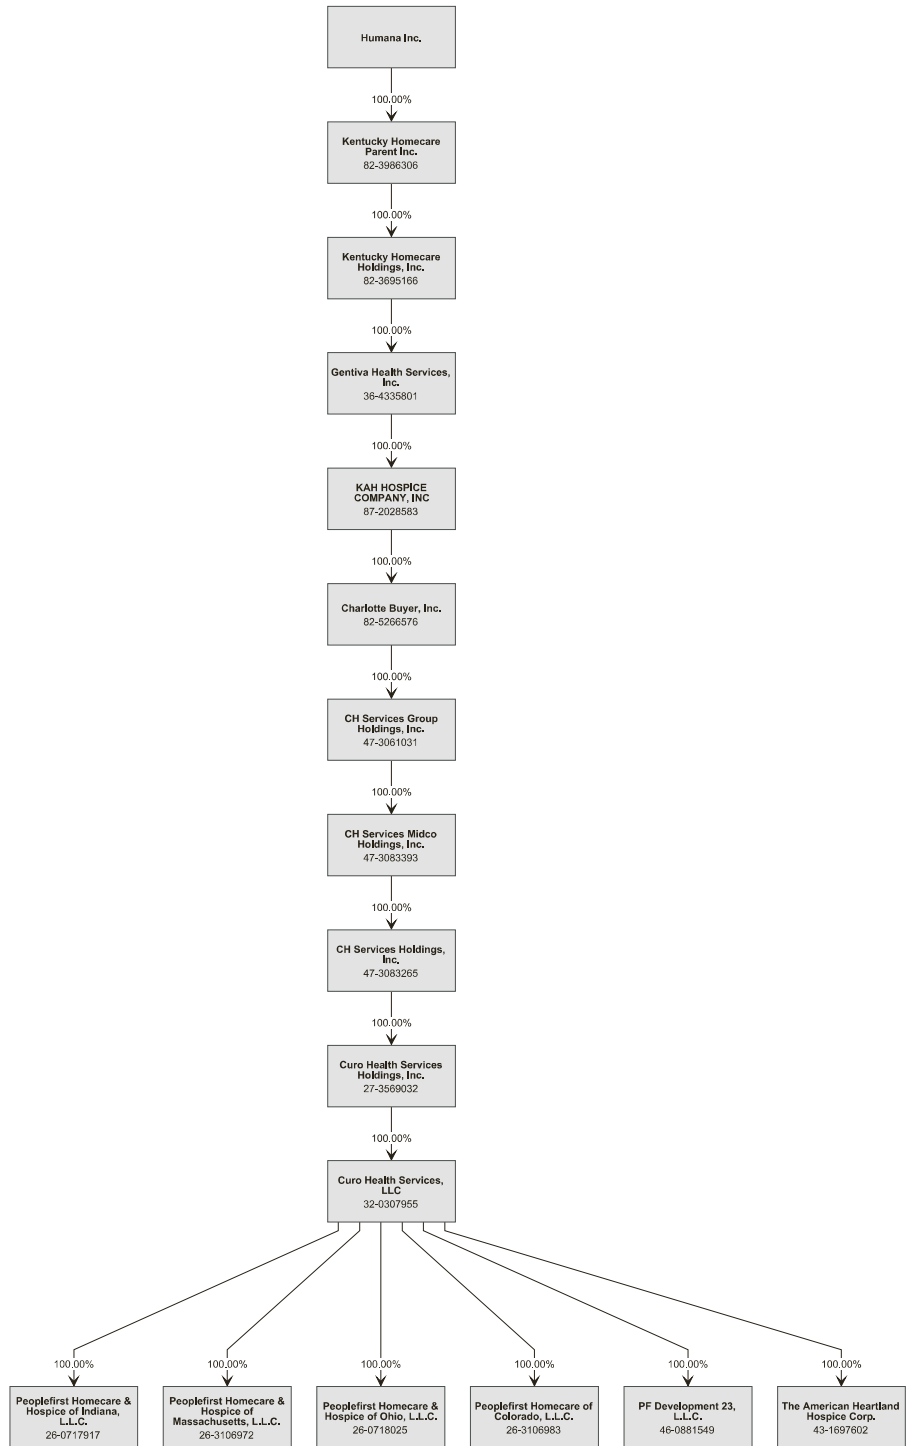 Humana Inc.
100.00%
Kentucky Homecare
Parent Inc.
82-3986306
100.00%
Kentucky Homecare
Holdings, Inc.
82-3695166
100.00%
Gentiva Health Services,
Inc.
36-4335801
100.00%
KAH HOSPICE
COMPANY, INC
87-2028583
100.00%
Charlotte Buyer, Inc.
82-5266576
100.00%
CH Services Group
Holdings, Inc.
47-3061031
100.00%
CH Services Midco
Holdings, Inc.
47-3083393
100.00%
CH Services Holdings,
Inc.
47-3083265
100.00%
Curo Health Services
Holdings, Inc.
27-3569032
100.00%
Curo Health Services,
LLC
32-0307955
100.00%
Peoplefirst Homecare &
Hospice of Indiana,
L.L.C.
26-0717917
100.00%
Peoplefirst Homecare &
Hospice of
Massachusetts, L.L.C.
26-3106972
100.00%
Peoplefirst Homecare &
Hospice of Ohio, L.L.C.
26-0718025
100.00%
Peoplefirst Homecare of
Colorado, L.L.C.
26-3106983
100.00%
PF Development 23,
L.L.C.
46-0881549
100.00%
The American Heartland
Hospice Corp.
43-1697602